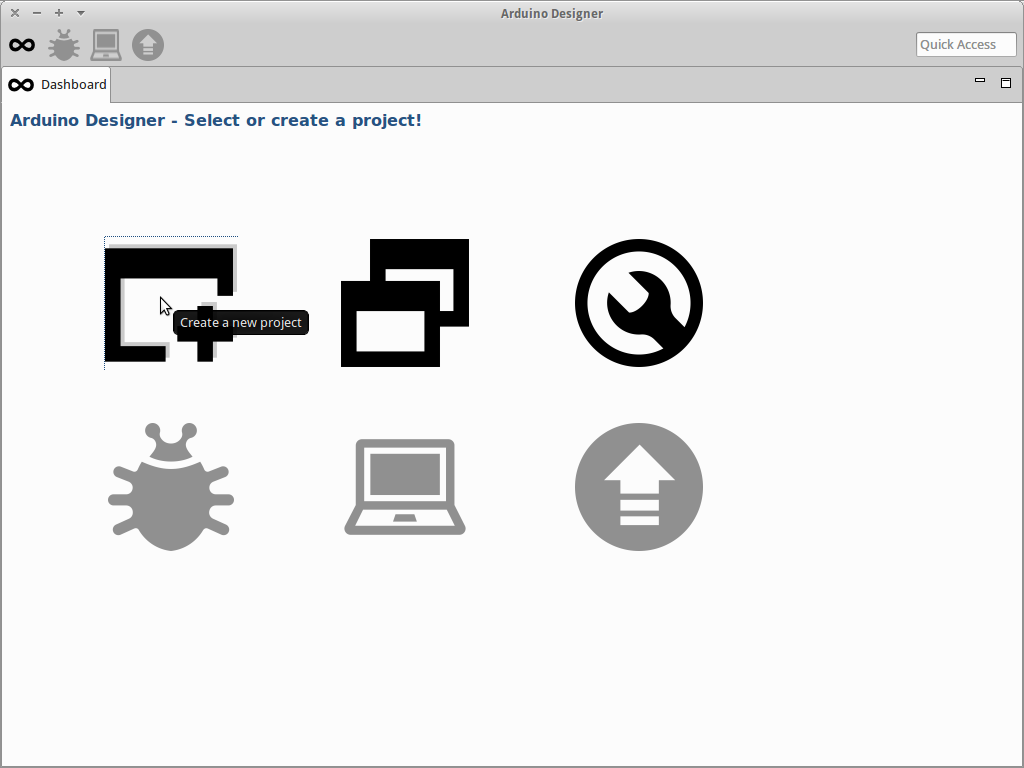 Arduino Designer
Quick Access
Dashboard
Arduino Designer - Select or create a project!
Create a new project